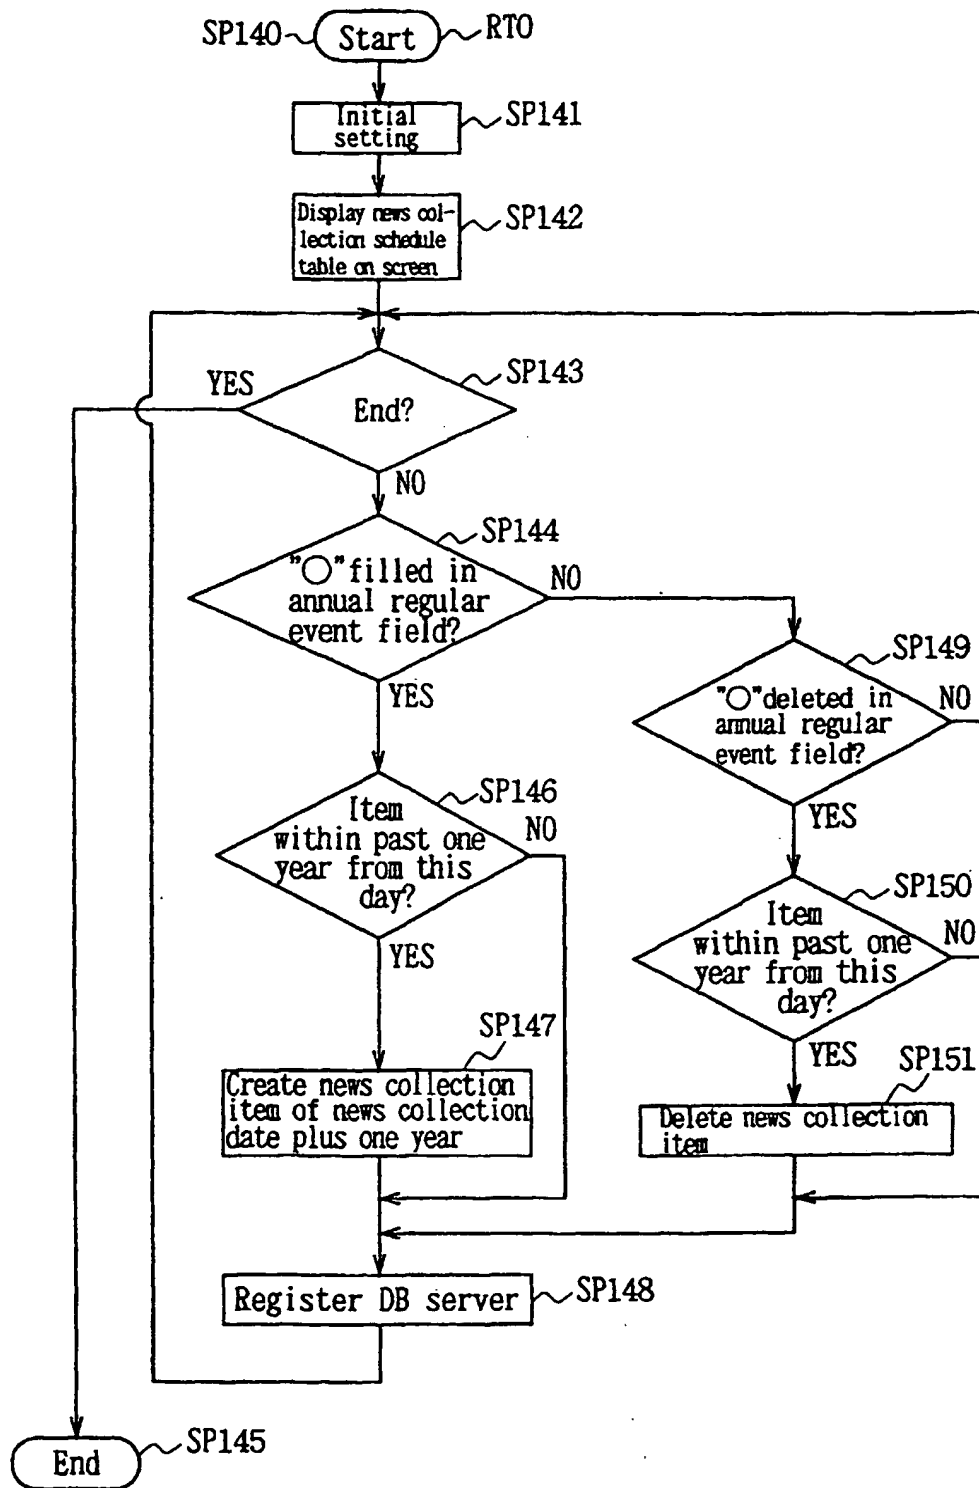 SP140
Start
RT0
Initial
setting
SP141
Display news col-
lection schedule
table on screen
SP142
YES
SP143
End?
NO
SP144
"○"filled in
annual regular
event field?
NO
YES
SP149
"○"deleted in
annual regular
event field?
NO
YES
SP146
Item
within past one
year from this
day?
NO
YES
SP150
Item
within past one
year from this
day?
NO
YES
SP147
Create news collection
item of news collection
date plus one year
SP151
Delete news collection
item
Register DB server
SP148
End
SP145